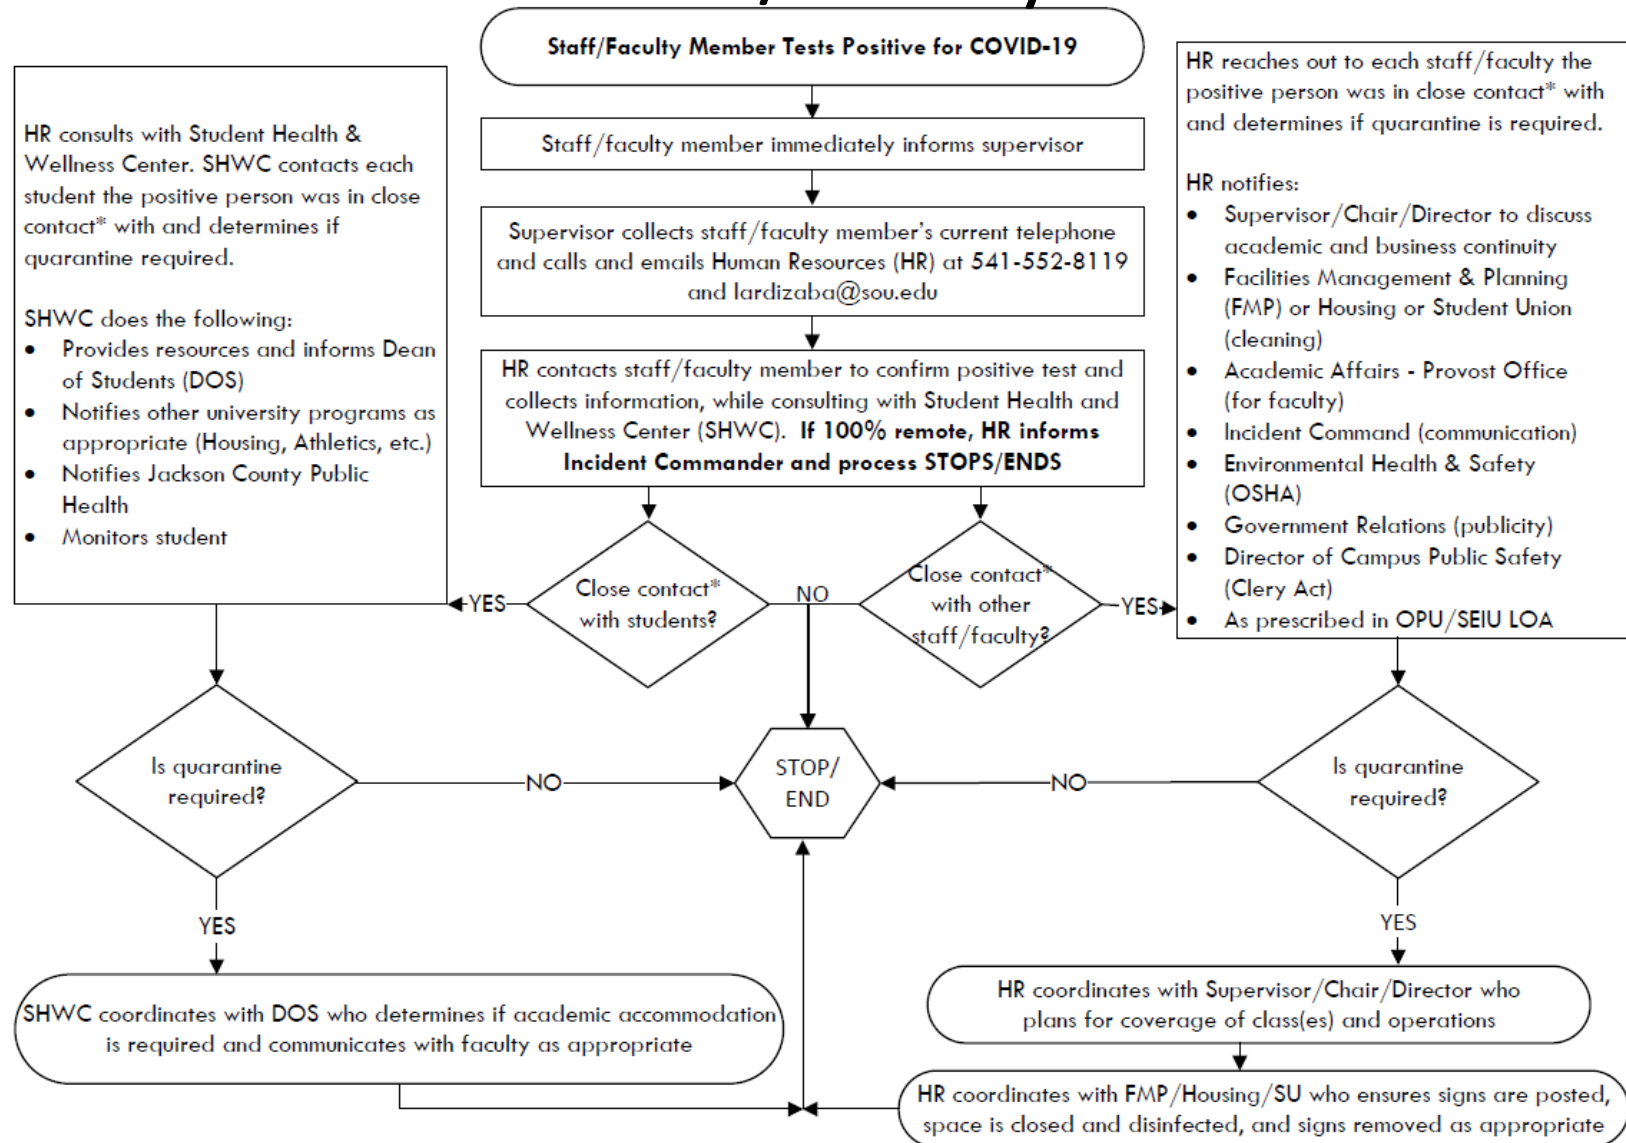 Staff/Faculty Member Tests Positive for COVID-19
Staff/faculty member immediately informs supervisor
Supervisor collects staff/faculty member's current telephone
and calls and emails Human Resources (HR) at 541-552-8119
and lardizaba@sou.edu
HR contacts staff/faculty member to confirm positive test and
collects information, while consulting with Student Health and
Wellness Center (SHWC). If 100% remote, HR informs
Incident Commander and process STOPS/ENDS
HR consults with Student Health &
Wellness Center. SHWC contacts each
student the positive person was in close
contact* with and determines if
quarantine required.
SHWC does the following:
• Provides resources and informs Dean
of Students (DOS)
• Notifies other university programs as
appropriate (Housing, Athletics, etc.)
• Notifies Jackson County Public
Health
• Monitors student
HR reaches out to each staff/faculty the
positive person was in close contact* with
and determines if quarantine is required.
HR notifies:
• Supervisor/Chair/Director to discuss
academic and business continuity
• Facilities Management & Planning
(FMP) or Housing or Student Union
(cleaning)
• Academic Affairs - Provost Office
(for faculty)
• Incident Command (communication)
• Environmental Health & Safety
(OSHA)
• Government Relations (publicity)
• Director of Campus Public Safety
(Clery Act)
• As prescribed in OPU/SEIU LOA
YES
Close contact*
with students?
NO
Close contact*
with other
staff/faculty?
YES
Is quarantine
required?
NO
STOP/
END
NO
Is quarantine
required?
YES
YES
SHWC coordinates with DOS who determines if academic accommodation
is required and communicates with faculty as appropriate
HR coordinates with Supervisor/Chair/Director who
plans for coverage of class(es) and operations
HR coordinates with FMP/Housing/SU who ensures signs are posted,
space is closed and disinfected, and signs removed as appropriate